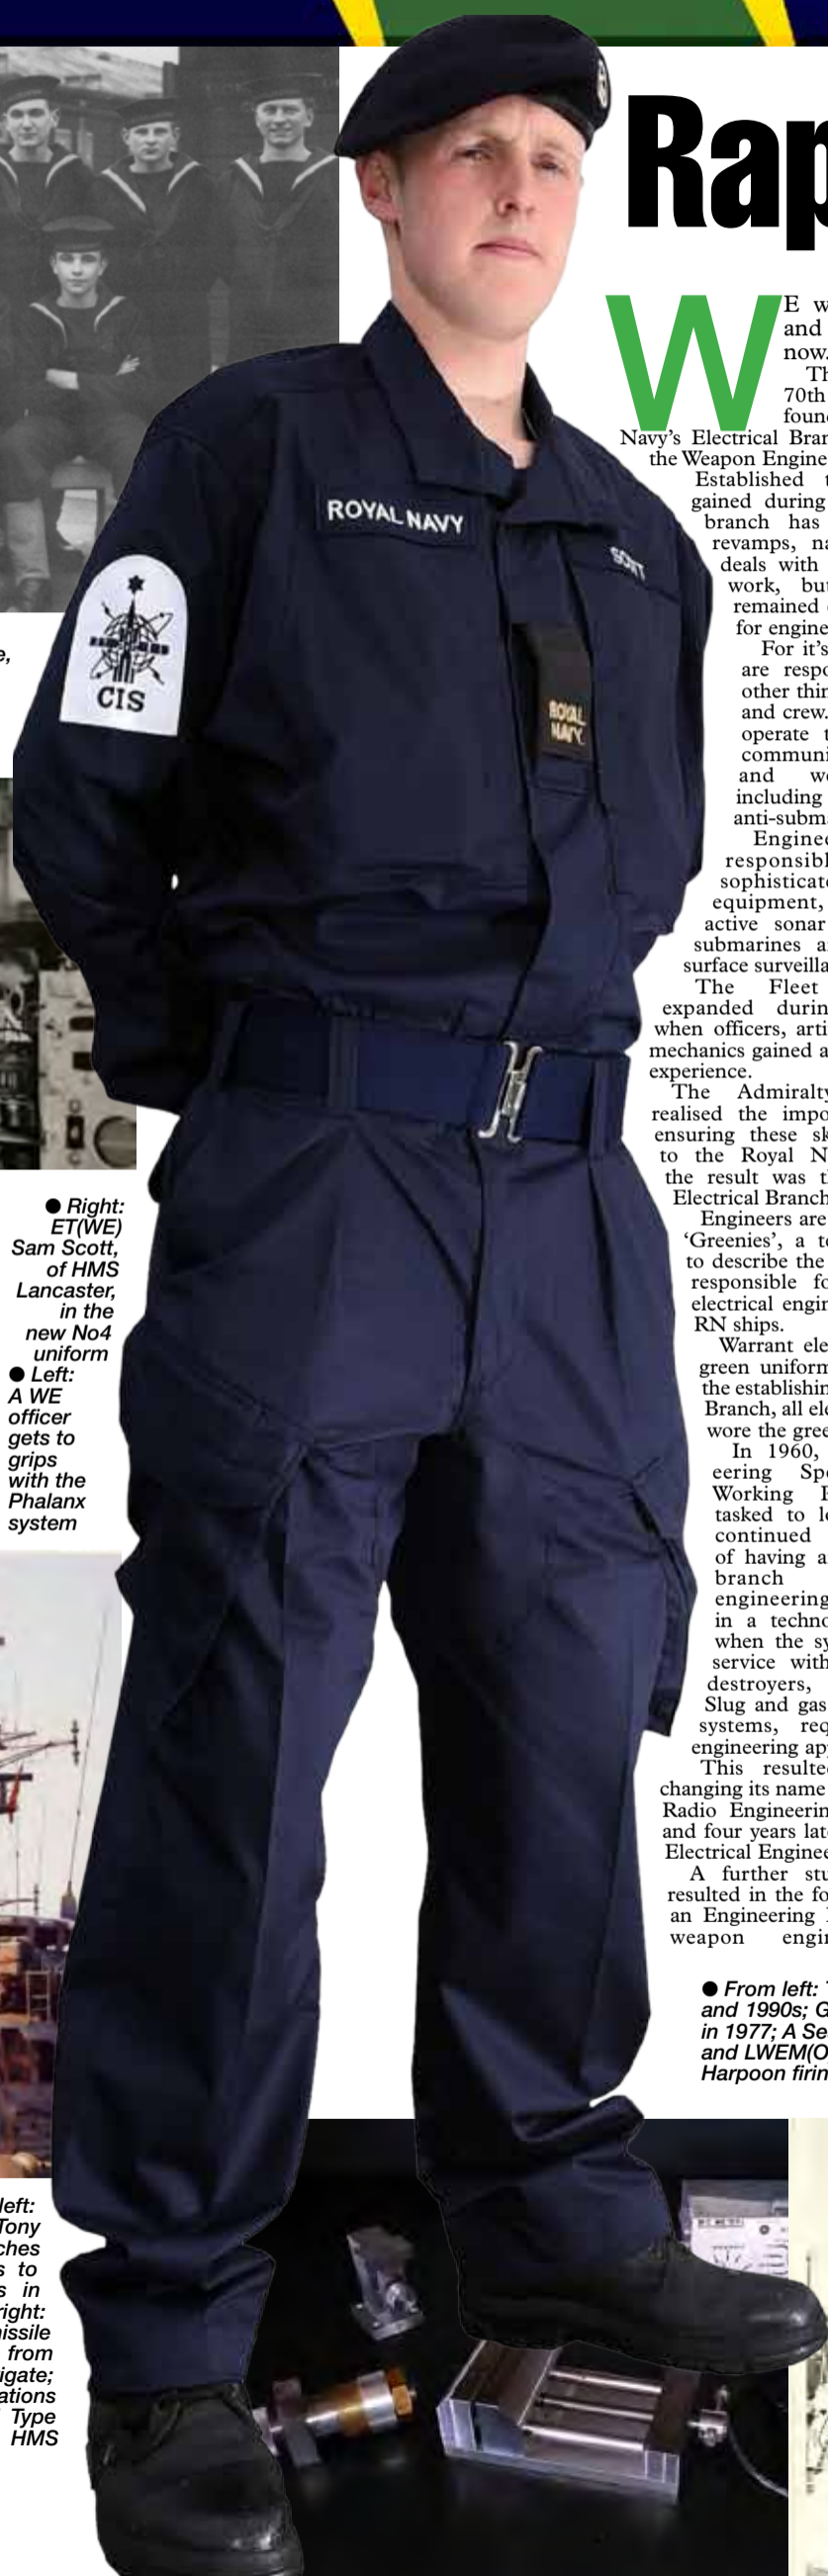 Rap
ROYAL NAVY
SCOTT
CIS
ROYAL
NAVY
WE w
and
now.
Th
70th
foun
Navy's Electrical Bran
the Weapon Engine
Established t
gained during
branch has
revamps, na
deals with
work, but
remained
for engine
For it's
are respo
other thin
and crew.
operate t
communi
and we
including
anti-subma
Enginee
responsibl
sophisticate
equipment,
active sonar
submarines a
surface surveilla
The Fleet
expanded durin
when officers, arti
mechanics gained a
experience.
The Admiralty
realised the impo
ensuring these sk
to the Royal N
the result was t
Electrical Branch
Engineers are
'Greenies', a te
to describe the
responsible fo
electrical engin
RN ships.
Warrant ele
green uniform
the establishin
Branch, all ele
wore the gree
In 1960,
eering Spe
Working P
tasked to lo
continued
of having a
branch
engineering
in a techno
when the sy
service with
destroyers,
Slug and gas
systems, req
engineering ap
This resulte
changing its name
Radio Engineerin
and four years late
Electrical Enginee
A further stu
resulted in the fo
an Engineering
weapon engin
● From left: T
and 1990s; G
in 1977; A Se
and LWEM(O
Harpoon firin
e,
● Right:
ET(WE)
Sam Scott,
of HMS
Lancaster,
in the
new No4
uniform
● Left:
A WE
officer
gets to
grips
with the
Phalanx
system
left:
Tony
ches
s to
s in
right:
issile
from
igate;
ations
Type
HMS